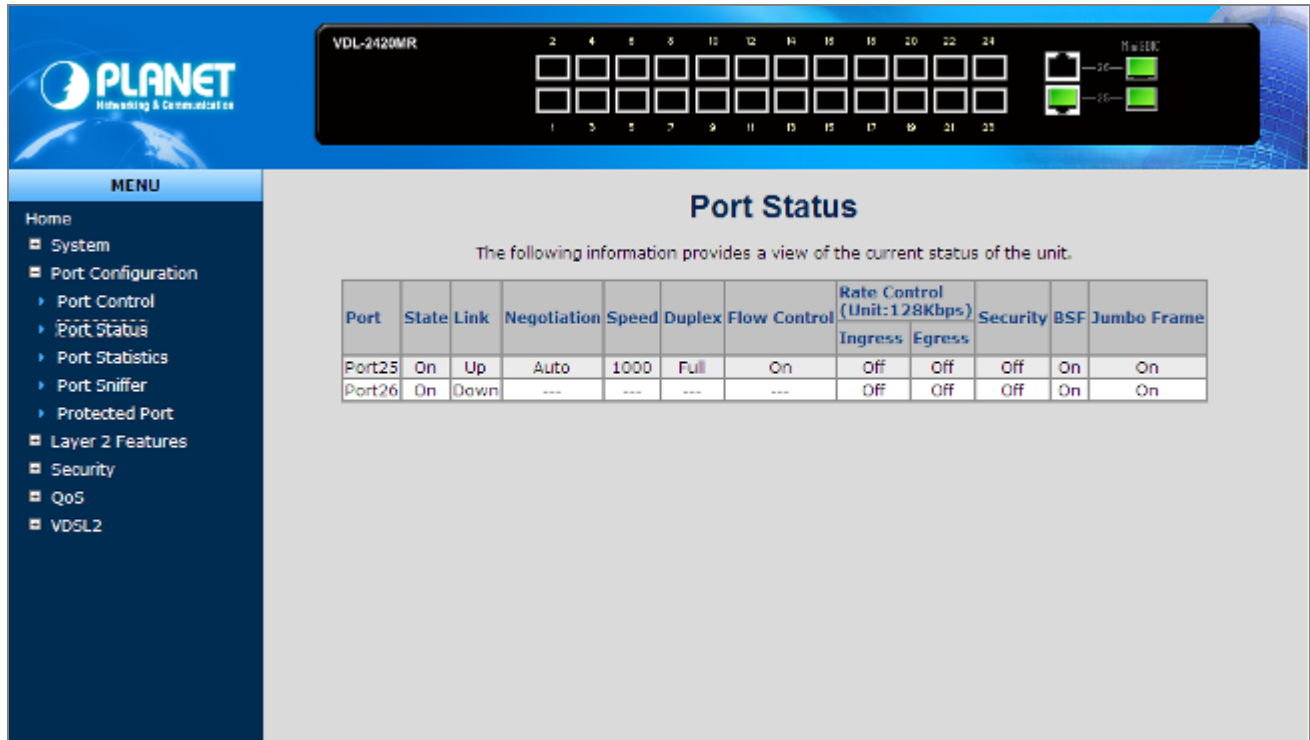 VDL-2420MR
2 4 6 8 10 12 14 16 18 20 22 24
1 3 5 7 9 11 13 15 17 19 21 23
26
25
PLANET
Networking & Communication
MENU
Home
System
Port Configuration
Port Control
Port Status
Port Statistics
Port Sniffer
Protected Port
Layer 2 Features
Security
QoS
VDSL2
Port Status
The following information provides a view of the current status of the unit.
Port State Link Negotiation Speed Duplex Flow Control Rate Control (Unit:128Kbps) Security BSF Jumbo Frame
Ingress Egress
Port25 On Up Auto 1000 Full On Off Off Off On On
Port26 On Down --- --- --- --- Off Off Off On On